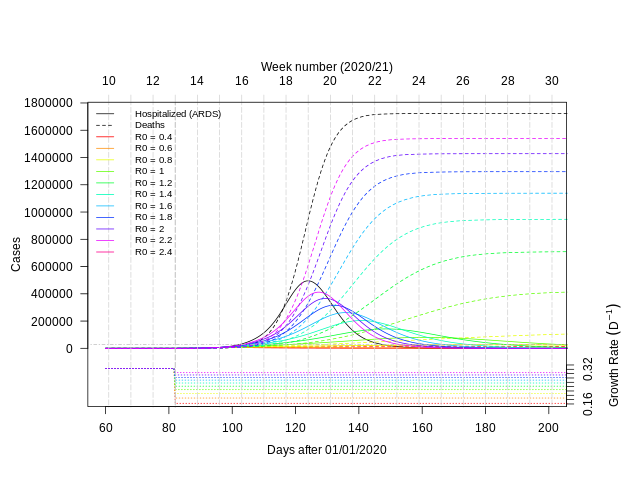 Week number (2020/21)
10 12 14 16 18 20 22 24 26 28 30
1800000
1600000
1400000
1200000
1000000
800000
600000
400000
200000
0
Cases
Hospitalized (ARDS)
Deaths
R0 = 0.4
R0 = 0.6
R0 = 0.8
R0 = 1
R0 = 1.2
R0 = 1.4
R0 = 1.6
R0 = 1.8
R0 = 2
R0 = 2.2
R0 = 2.4
0.32
0.16
Growth Rate (D⁻¹)
60 80 100 120 140 160 180 200
Days after 01/01/2020